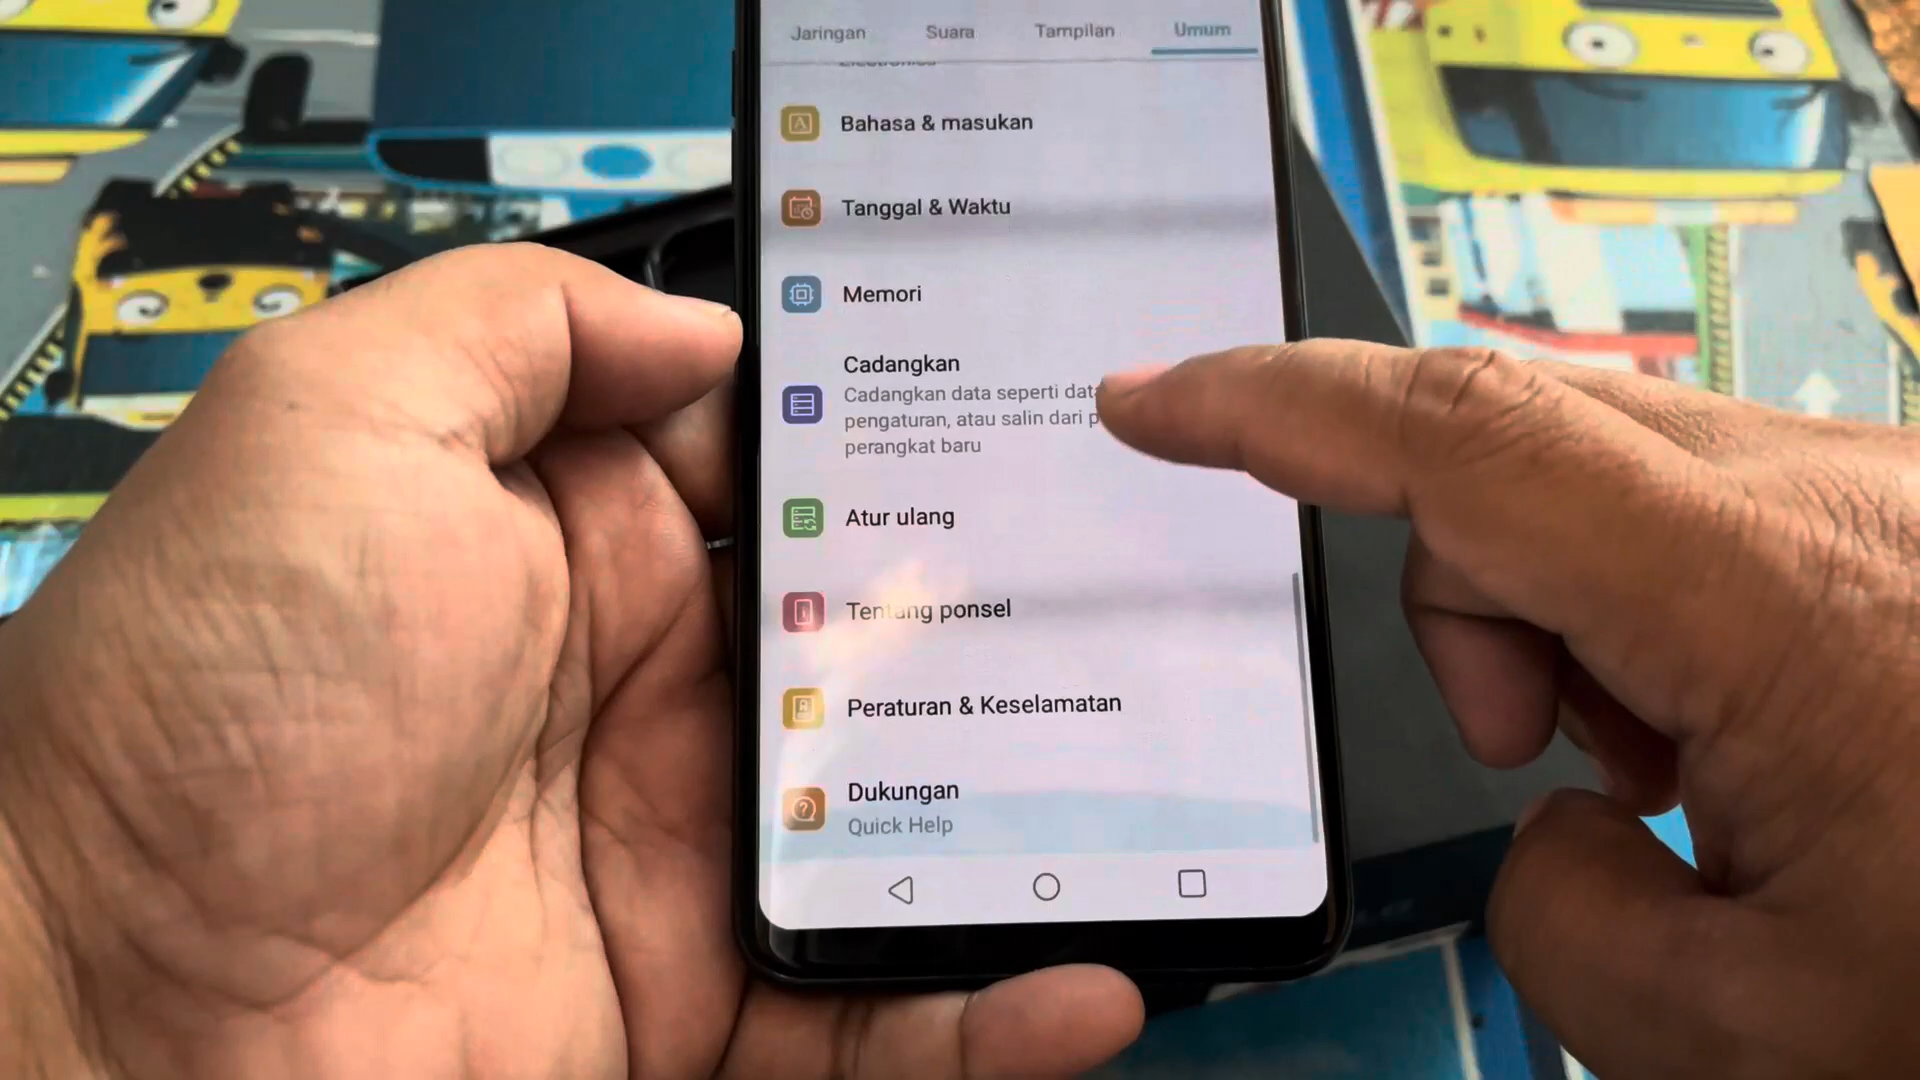 Jaringan Suara Tampilan Umum
Bahasa & masukan
Tanggal & Waktu
Memori
Cadangkan
Cadangkan data seperti
pengaturan, atau salin dari
perangkat baru
Atur ulang
Tentang ponsel
Peraturan & Keselamatan
Dukungan
Quick Help